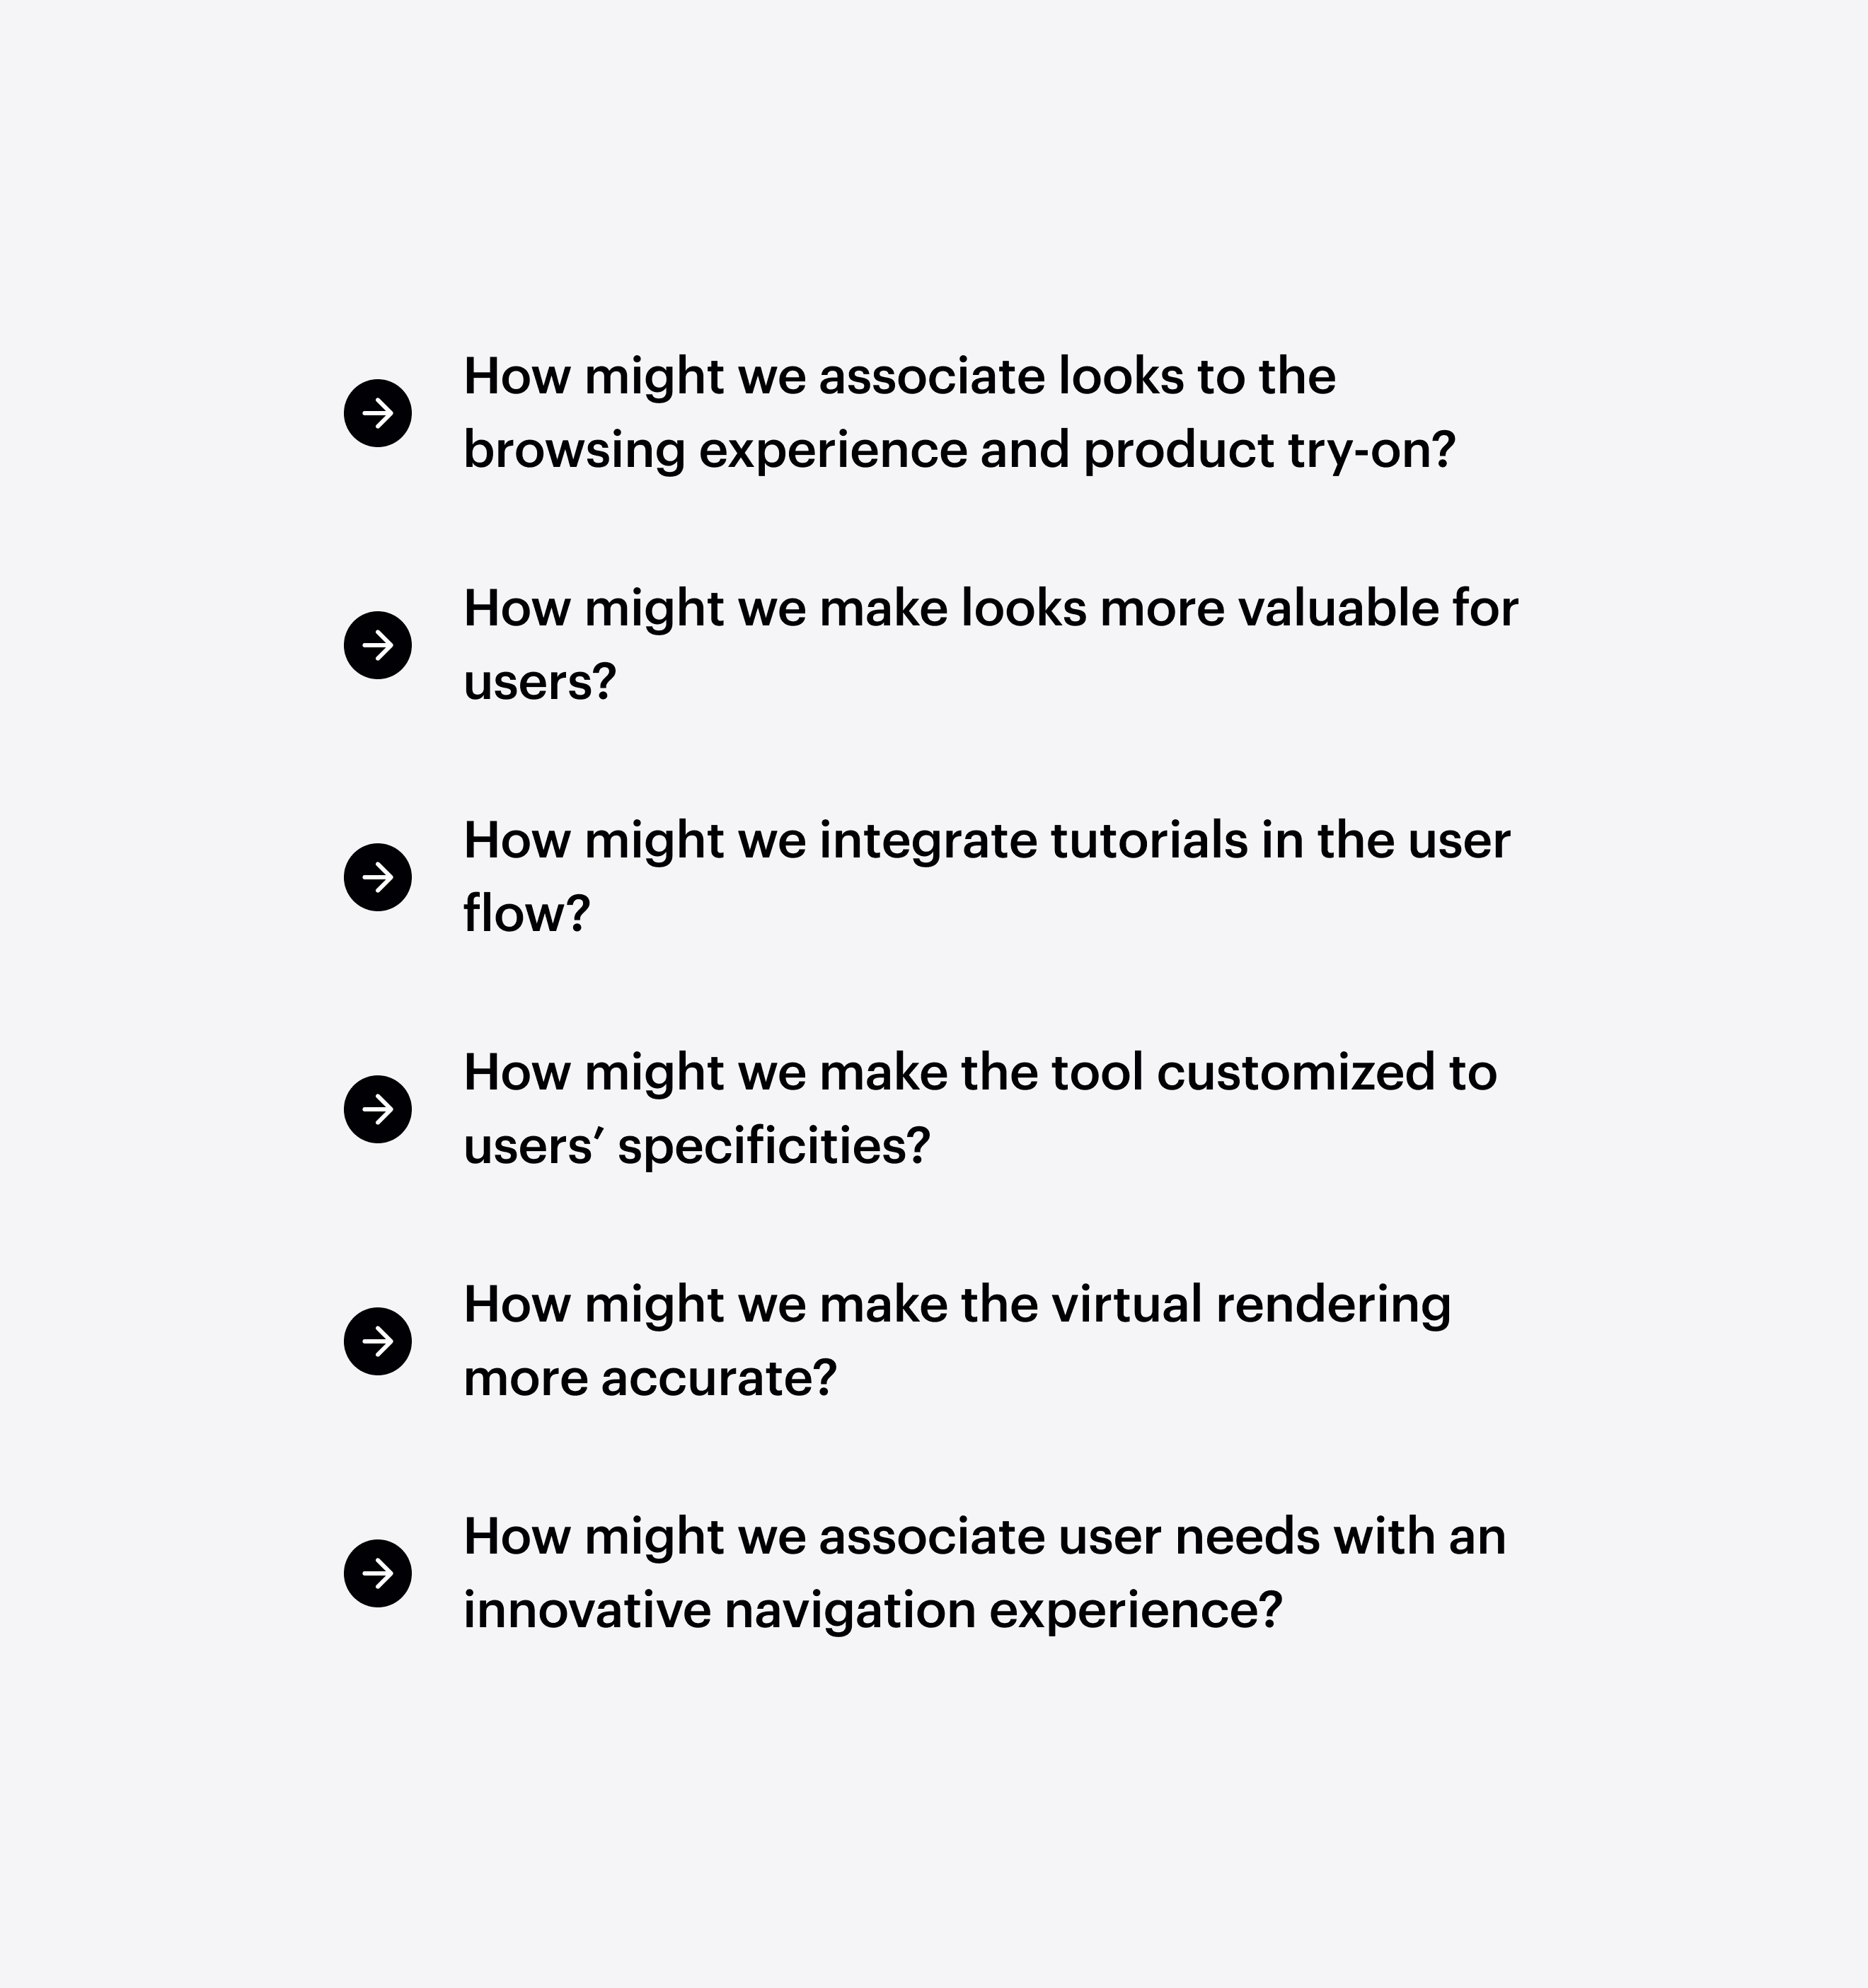 How might we associate looks to the
browsing experience and product try-on?
How might we make looks more valuable for
users?
How might we integrate tutorials in the user
flow?
How might we make the tool customized to
users’ specificities?
How might we make the virtual rendering
more accurate?
How might we associate user needs with an
innovative navigation experience?